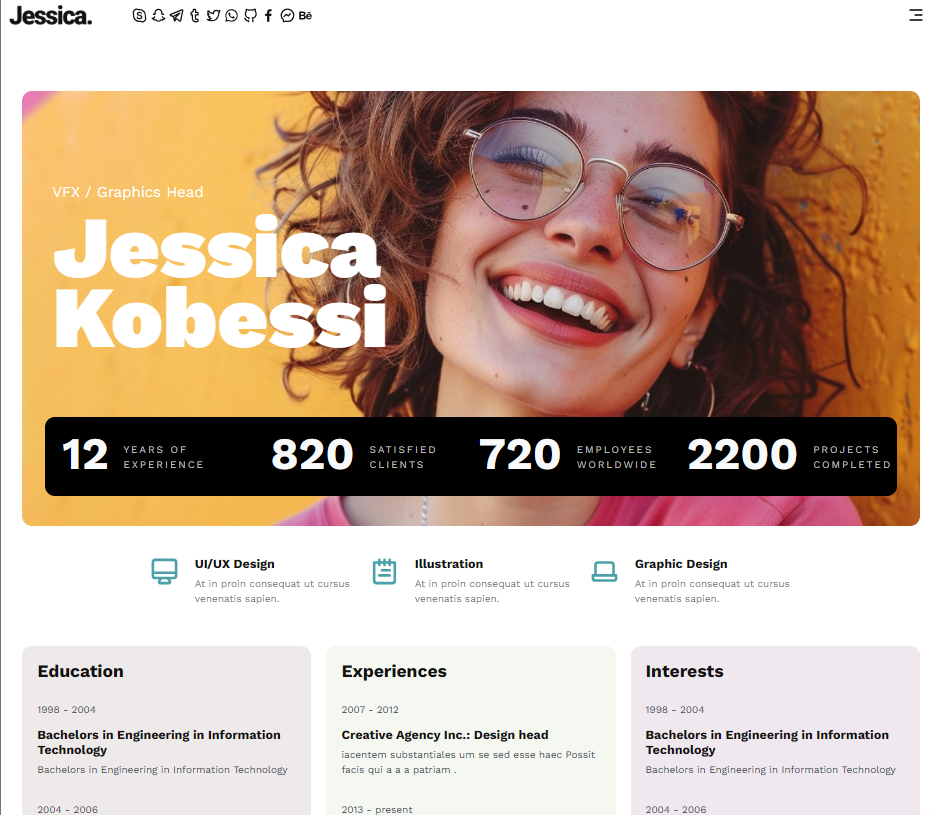 Jessica.
Bē
VFX / Graphics Head
Jessica
Kobessi
12 YEARS OF EXPERIENCE
820 SATISFIED CLIENTS
720 EMPLOYEES WORLDWIDE
2200 PROJECTS COMPLETED
UI/UX Design
At in proin consequat ut cursus
venenatis sapien.
Illustration
At in proin consequat ut cursus
venenatis sapien.
Graphic Design
At in proin consequat ut cursus
venenatis sapien.
Education
1998 - 2004
Bachelors in Engineering in Information
Technology
Bachelors in Engineering in Information Technology
2004 - 2006
Experiences
2007 - 2012
Creative Agency Inc.: Design head
iacentem substantiales um se sed esse haec Possit
facis qui a a a patriam .
2013 - present
Interests
1998 - 2004
Bachelors in Engineering in Information
Technology
Bachelors in Engineering in Information Technology
2004 - 2006